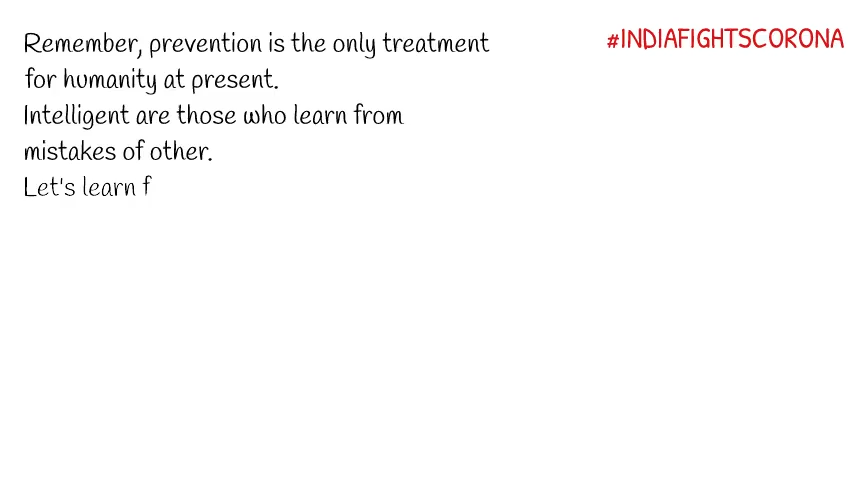 Remember, prevention is the only treatment
for humanity at present.
Intelligent are those who learn from
mistakes of other.
Let's learn f
#INDIAFIGHTSCORONA